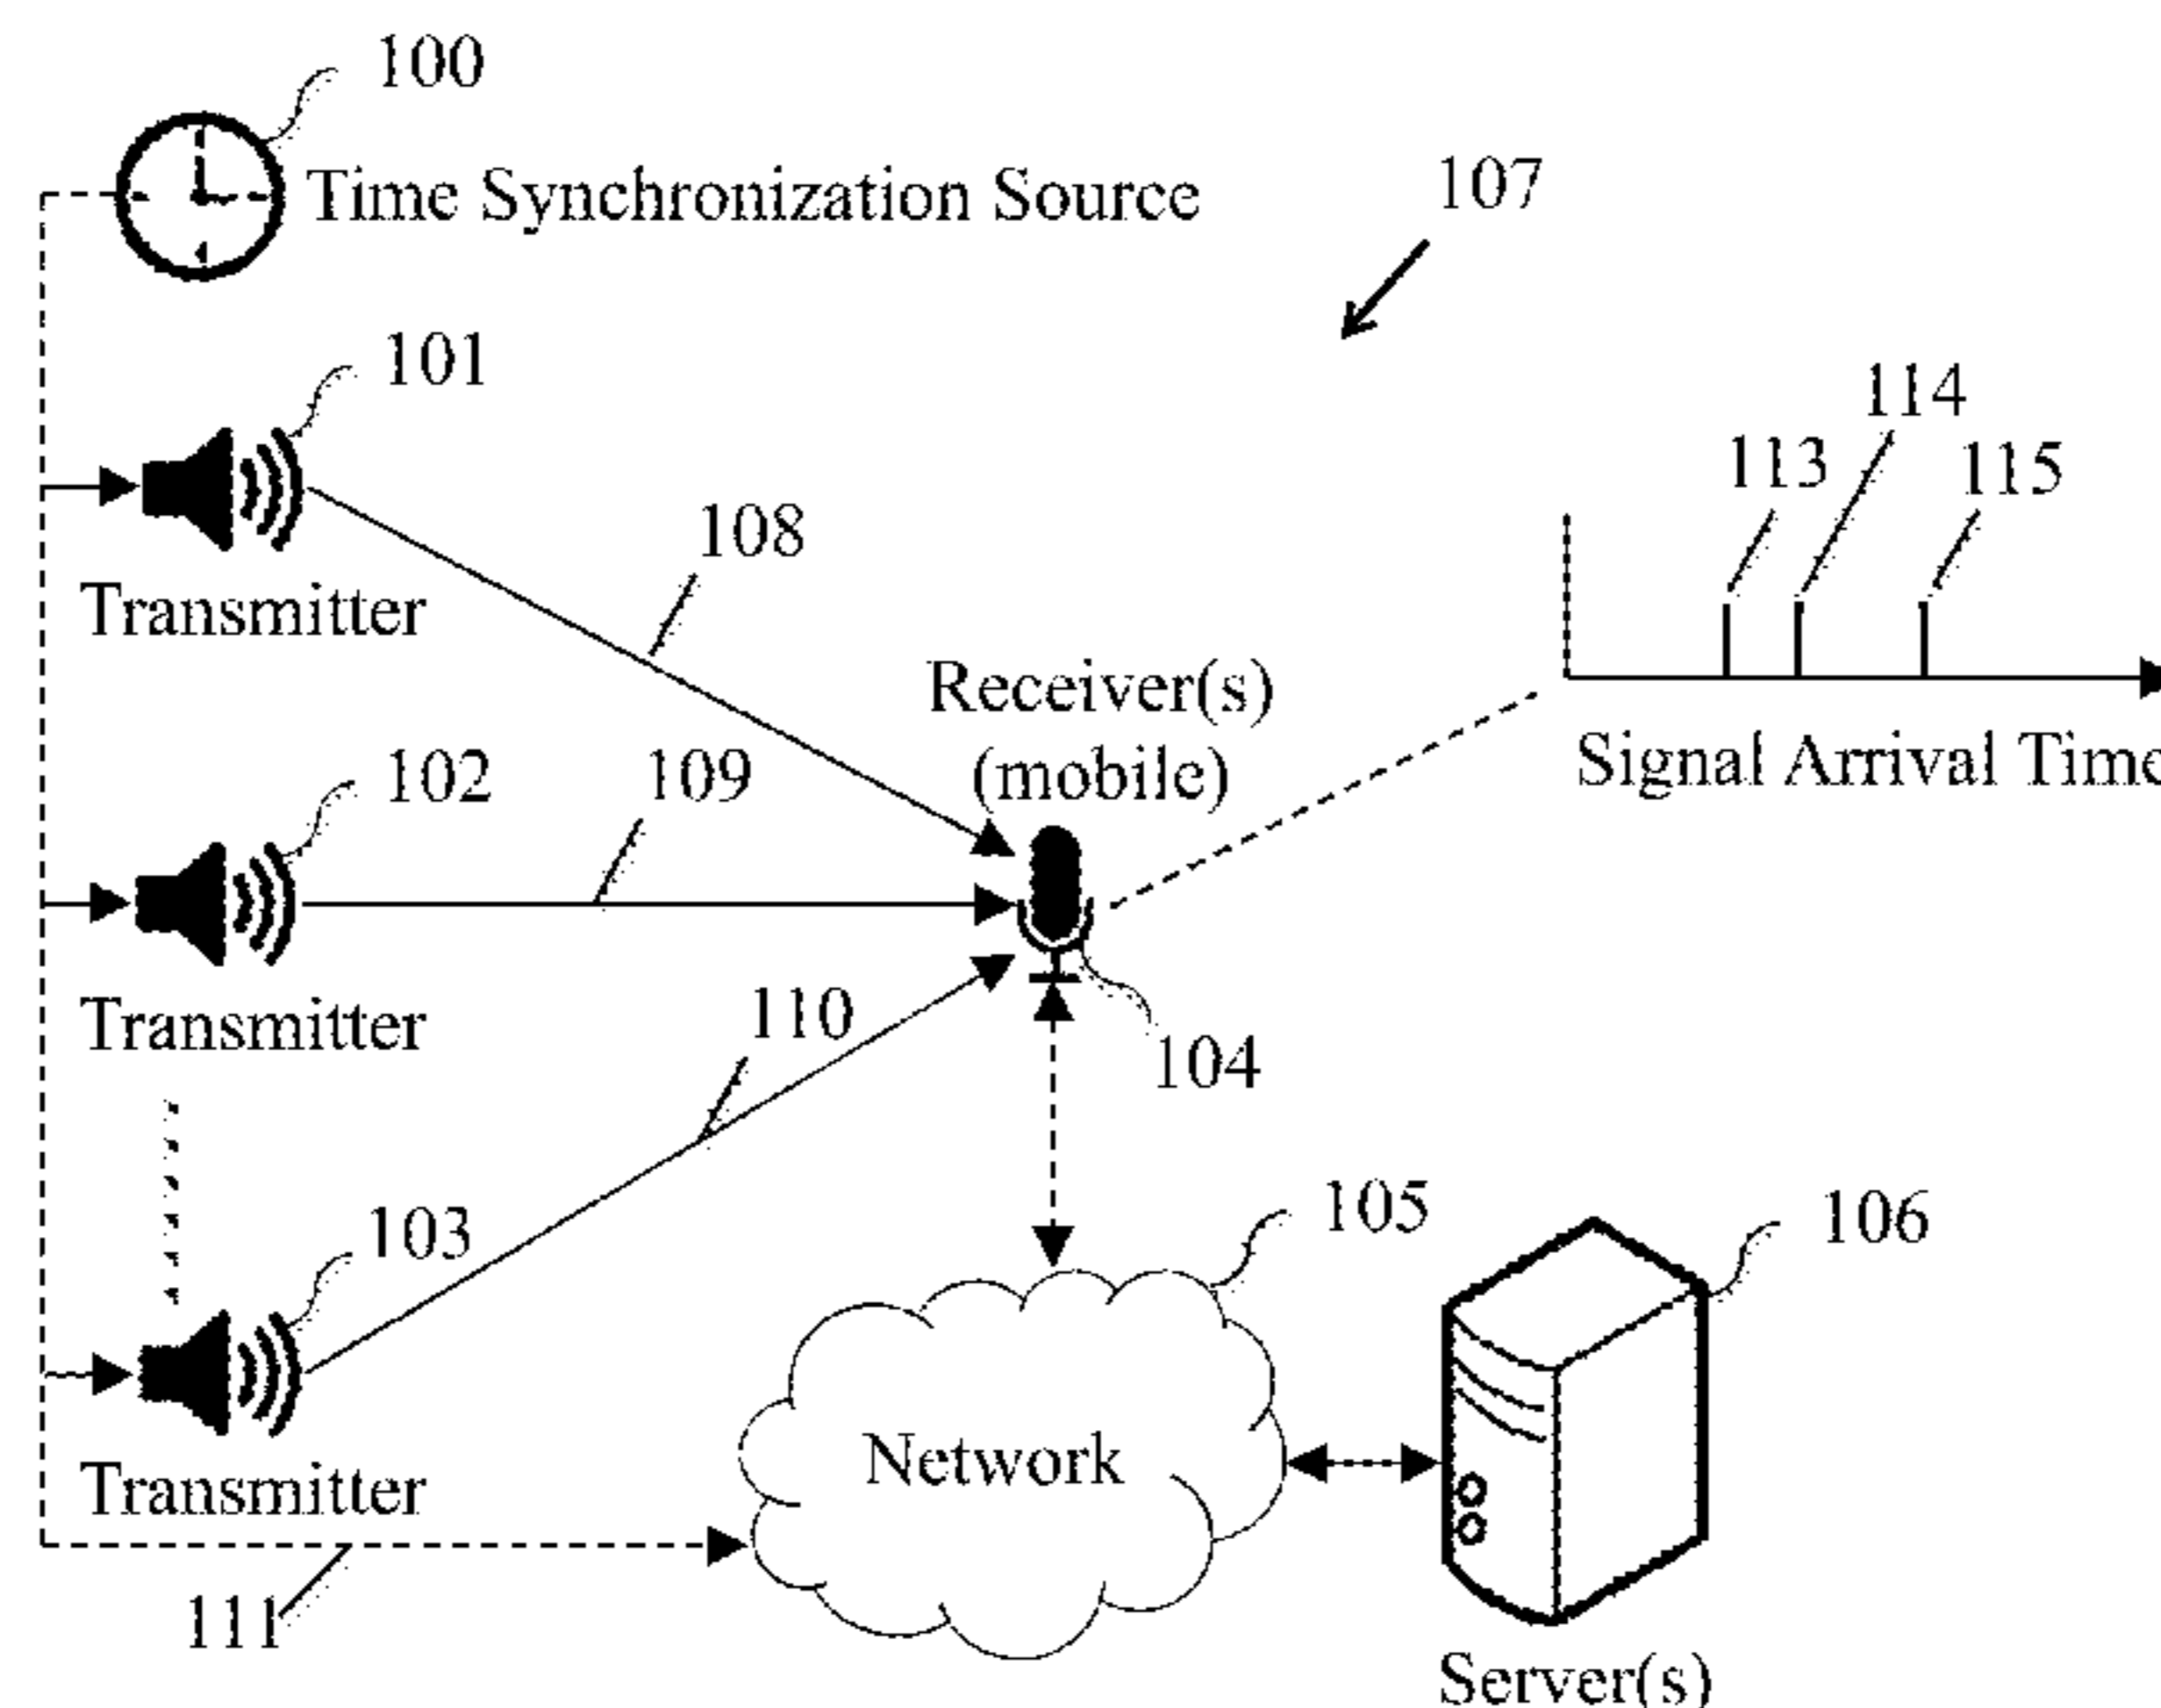 100
Time Synchronization Source
107
101
114
113
115
108
Transmitter
Receiver(s)
(mobile)
Signal Arrival Time
102
109
110
Transmitter
104
105
106
103
Network
Transmitter
111
Server(s)